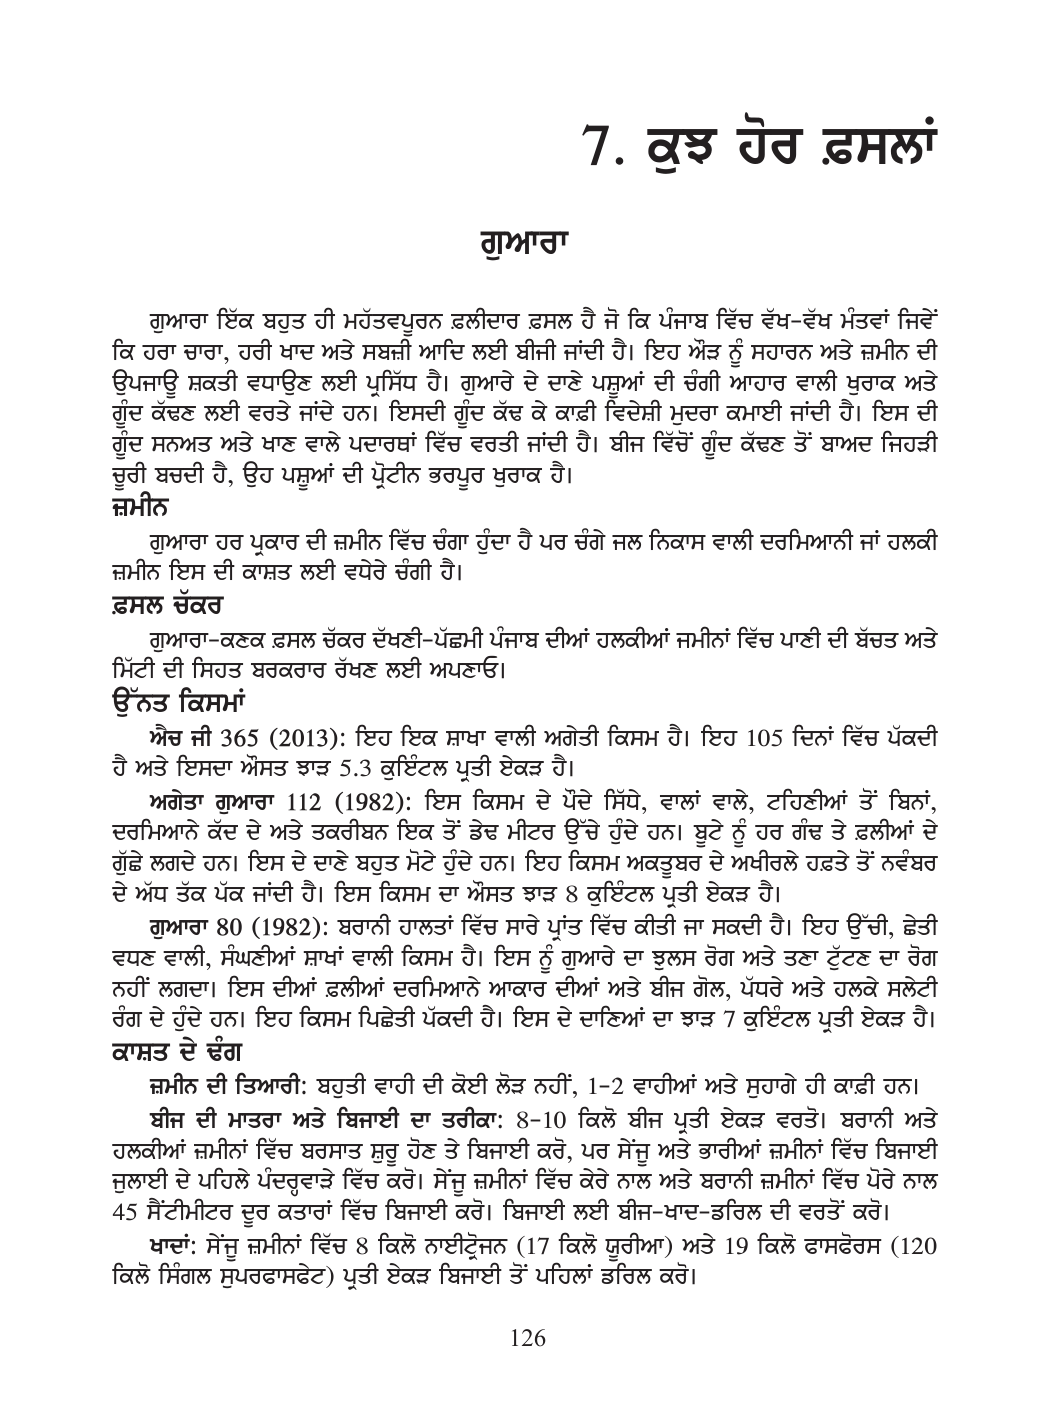 7. ਕੁਝ ਹੋਰ ਫ਼ਸਲਾਂ
ਗੁਆਰਾ
ਗੁਆਰਾ ਇੱਕ ਬਹੁਤ ਹੀ ਮਹੱਤਵਪੂਰਨ ਫ਼ਲੀਦਾਰ ਫ਼ਸਲ ਹੈ ਜੋ ਕਿ ਪੰਜਾਬ ਵਿੱਚ ਵੱਖ-ਵੱਖ ਮੰਤਵਾਂ ਜਿਵੇਂ
ਕਿ ਹਰਾ ਚਾਰਾ, ਹਰੀ ਖਾਦ ਅਤੇ ਸਬਜ਼ੀ ਆਦਿ ਲਈ ਬੀਜੀ ਜਾਂਦੀ ਹੈ। ਇਹ ਔੜ ਨੂੰ ਸਹਾਰਨ ਅਤੇ ਜ਼ਮੀਨ ਦੀ
ਉਪਜਾਊ ਸ਼ਕਤੀ ਵਧਾਉਣ ਲਈ ਪ੍ਰਸਿੱਧ ਹੈ। ਗੁਆਰੇ ਦੇ ਦਾਣੇ ਪਸ਼ੂਆਂ ਦੀ ਚੰਗੀ ਆਹਾਰ ਵਾਲੀ ਖੁਰਾਕ ਅਤੇ
ਗੂੰਦ ਕੱਢਣ ਲਈ ਵਰਤੇ ਜਾਂਦੇ ਹਨ। ਇਸਦੀ ਗੂੰਦ ਕੱਢ ਕੇ ਕਾਫ਼ੀ ਵਿਦੇਸ਼ੀ ਮੁਦਰਾ ਕਮਾਈ ਜਾਂਦੀ ਹੈ। ਇਸ ਦੀ
ਗੂੰਦ ਸਨਅਤ ਅਤੇ ਖਾਣ ਵਾਲੇ ਪਦਾਰਥਾਂ ਵਿੱਚ ਵਰਤੀ ਜਾਂਦੀ ਹੈ। ਬੀਜ ਵਿੱਚੋਂ ਗੂੰਦ ਕੱਢਣ ਤੋਂ ਬਾਅਦ ਜਿਹੜੀ
ਚੂਰੀ ਬਚਦੀ ਹੈ, ਉਹ ਪਸ਼ੂਆਂ ਦੀ ਪ੍ਰੋਟੀਨ ਭਰਪੂਰ ਖੁਰਾਕ ਹੈ।
ਜ਼ਮੀਨ
ਗੁਆਰਾ ਹਰ ਪ੍ਰਕਾਰ ਦੀ ਜ਼ਮੀਨ ਵਿੱਚ ਚੰਗਾ ਹੁੰਦਾ ਹੈ ਪਰ ਚੰਗੇ ਜਲ ਨਿਕਾਸ ਵਾਲੀ ਦਰਮਿਆਨੀ ਜਾਂ ਹਲਕੀ
ਜ਼ਮੀਨ ਇਸ ਦੀ ਕਾਸ਼ਤ ਲਈ ਵਧੇਰੇ ਚੰਗੀ ਹੈ।
ਫ਼ਸਲ ਚੱਕਰ
ਗੁਆਰਾ-ਕਣਕ ਫ਼ਸਲ ਚੱਕਰ ਦੱਖਣੀ-ਪੱਛਮੀ ਪੰਜਾਬ ਦੀਆਂ ਹਲਕੀਆਂ ਜਮੀਨਾਂ ਵਿੱਚ ਪਾਣੀ ਦੀ ਬੱਚਤ ਅਤੇ
ਮਿੱਟੀ ਦੀ ਸਿਹਤ ਬਰਕਰਾਰ ਰੱਖਣ ਲਈ ਅਪਣਾਓ।
ਉੱਨਤ ਕਿਸਮਾਂ
ਐਚ ਜੀ 365 (2013): ਇਹ ਇਕ ਸ਼ਾਖਾ ਵਾਲੀ ਅਗੇਤੀ ਕਿਸਮ ਹੈ। ਇਹ 105 ਦਿਨਾਂ ਵਿੱਚ ਪੱਕਦੀ
ਹੈ ਅਤੇ ਇਸਦਾ ਔਸਤ ਝਾੜ 5.3 ਕੁਇੰਟਲ ਪ੍ਰਤੀ ਏਕੜ ਹੈ।
ਅਗੇਤਾ ਗੁਆਰਾ 112 (1982): ਇਸ ਕਿਸਮ ਦੇ ਪੌਦੇ ਸਿੱਧੇ, ਵਾਲਾਂ ਵਾਲੇ, ਟਹਿਣੀਆਂ ਤੋਂ ਬਿਨਾਂ,
ਦਰਮਿਆਨੇ ਕੱਦ ਦੇ ਅਤੇ ਤਕਰੀਬਨ ਇਕ ਤੋਂ ਡੇਢ ਮੀਟਰ ਉੱਚੇ ਹੁੰਦੇ ਹਨ। ਬੂਟੇ ਨੂੰ ਹਰ ਗੰਢ ਤੇ ਫ਼ਲੀਆਂ ਦੇ
ਗੁੱਛੇ ਲਗਦੇ ਹਨ। ਇਸ ਦੇ ਦਾਣੇ ਬਹੁਤ ਮੋਟੇ ਹੁੰਦੇ ਹਨ। ਇਹ ਕਿਸਮ ਅਕਤੂਬਰ ਦੇ ਅਖੀਰਲੇ ਹਫ਼ਤੇ ਤੋਂ ਨਵੰਬਰ
ਦੇ ਅੱਧ ਤੱਕ ਪੱਕ ਜਾਂਦੀ ਹੈ। ਇਸ ਕਿਸਮ ਦਾ ਔਸਤ ਝਾੜ 8 ਕੁਇੰਟਲ ਪ੍ਰਤੀ ਏਕੜ ਹੈ।
ਗੁਆਰਾ 80 (1982): ਬਰਾਨੀ ਹਾਲਤਾਂ ਵਿੱਚ ਸਾਰੇ ਪ੍ਰਾਂਤ ਵਿੱਚ ਕੀਤੀ ਜਾ ਸਕਦੀ ਹੈ। ਇਹ ਉੱਚੀ, ਛੇਤੀ
ਵਧਣ ਵਾਲੀ, ਸੰਘਣੀਆਂ ਸ਼ਾਖਾਂ ਵਾਲੀ ਕਿਸਮ ਹੈ। ਇਸ ਨੂੰ ਗੁਆਰੇ ਦਾ ਝੁਲਸ ਰੋਗ ਅਤੇ ਤਣਾ ਟੁੱਟਣ ਦਾ ਰੋਗ
ਨਹੀਂ ਲਗਦਾ। ਇਸ ਦੀਆਂ ਫ਼ਲੀਆਂ ਦਰਮਿਆਨੇ ਆਕਾਰ ਦੀਆਂ ਅਤੇ ਬੀਜ ਗੋਲ, ਪੱਧਰੇ ਅਤੇ ਹਲਕੇ ਸਲੇਟੀ
ਰੰਗ ਦੇ ਹੁੰਦੇ ਹਨ। ਇਹ ਕਿਸਮ ਪਿਛੇਤੀ ਪੱਕਦੀ ਹੈ। ਇਸ ਦੇ ਦਾਣਿਆਂ ਦਾ ਝਾੜ 7 ਕੁਇੰਟਲ ਪ੍ਰਤੀ ਏਕੜ ਹੈ।
ਕਾਸ਼ਤ ਦੇ ਢੰਗ
ਜ਼ਮੀਨ ਦੀ ਤਿਆਰੀ: ਬਹੁਤੀ ਵਾਹੀ ਦੀ ਕੋਈ ਲੋੜ ਨਹੀਂ, 1-2 ਵਾਹੀਆਂ ਅਤੇ ਸੁਹਾਗੇ ਹੀ ਕਾਫ਼ੀ ਹਨ।
ਬੀਜ ਦੀ ਮਾਤਰਾ ਅਤੇ ਬਿਜਾਈ ਦਾ ਤਰੀਕਾ: 8-10 ਕਿਲੋ ਬੀਜ ਪ੍ਰਤੀ ਏਕੜ ਵਰਤੋ। ਬਰਾਨੀ ਅਤੇ
ਹਲਕੀਆਂ ਜ਼ਮੀਨਾਂ ਵਿੱਚ ਬਰਸਾਤ ਸ਼ੁਰੂ ਹੋਣ ਤੇ ਬਿਜਾਈ ਕਰੋ, ਪਰ ਸੇਂਜੂ ਅਤੇ ਭਾਰੀਆਂ ਜ਼ਮੀਨਾਂ ਵਿੱਚ ਬਿਜਾਈ
ਜੁਲਾਈ ਦੇ ਪਹਿਲੇ ਪੰਦਰ੍ਹਵਾੜੇ ਵਿੱਚ ਕਰੋ। ਸੇਂਜੂ ਜ਼ਮੀਨਾਂ ਵਿੱਚ ਕੇਰੇ ਨਾਲ ਅਤੇ ਬਰਾਨੀ ਜ਼ਮੀਨਾਂ ਵਿੱਚ ਪੋਰੇ ਨਾਲ
45 ਸੈਂਟੀਮੀਟਰ ਦੂਰ ਕਤਾਰਾਂ ਵਿੱਚ ਬਿਜਾਈ ਕਰੋ। ਬਿਜਾਈ ਲਈ ਬੀਜ-ਖਾਦ-ਡਰਿਲ ਦੀ ਵਰਤੋਂ ਕਰੋ।
ਖਾਦਾਂ: ਸੇਂਜੂ ਜ਼ਮੀਨਾਂ ਵਿੱਚ 8 ਕਿਲੋ ਨਾਈਟ੍ਰੋਜਨ (17 ਕਿਲੋ ਯੂਰੀਆ) ਅਤੇ 19 ਕਿਲੋ ਫਾਸਫੋਰਸ (120
ਕਿਲੋ ਸਿੰਗਲ ਸੁਪਰਫਾਸਫੇਟ) ਪ੍ਰਤੀ ਏਕੜ ਬਿਜਾਈ ਤੋਂ ਪਹਿਲਾਂ ਡਰਿਲ ਕਰੋ।
126